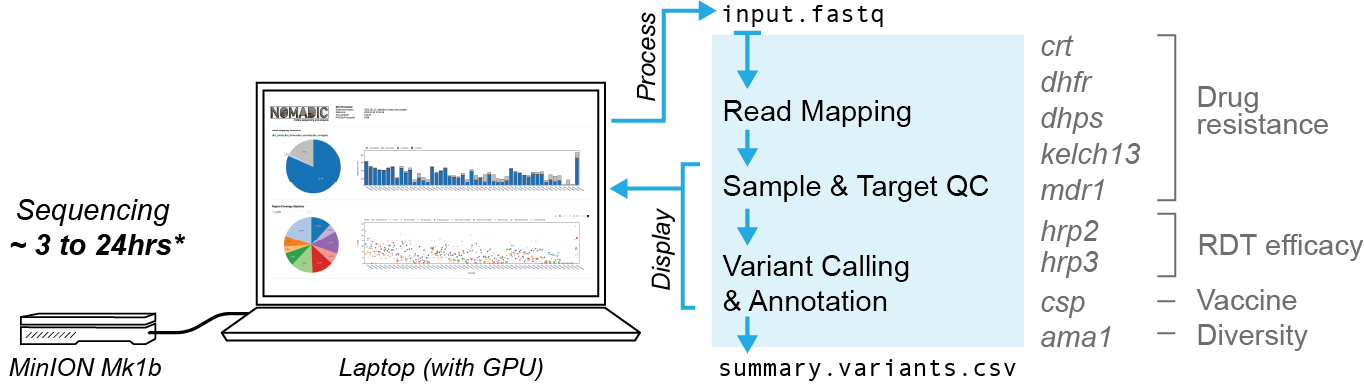 Sequencing
~ 3 to 24hrs*
MinION Mk1b
NOMADIC
Laptop (with GPU)
Process
Display
input.fastq
Read Mapping
Sample & Target QC
Variant Calling
& Annotation
summary.variants.csv
crt
dhfr
dhps
kelch13
mdr1
Drug
resistance
hrp2
hrp3
RDT efficacy
csp – Vaccine
ama1 – Diversity